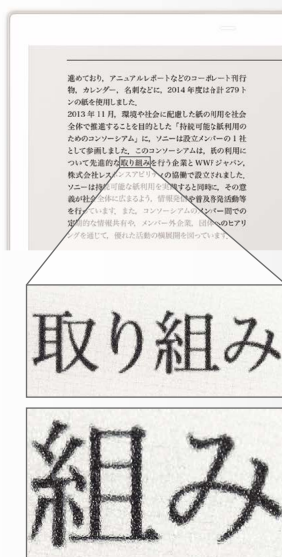 進めており、アニュアルレポートなどのコーポレート刊行
物、カレンダー、名刺などに、2014年度は合計279ト
ンの紙を使用しました。
2013年11月、環境や社会に配慮した紙の利用を社会
全体で推進することを目的とした「持続可能な紙利用の
ためのコンソーシアム」に、ソニーは設立メンバーの1社
として参画しました。このコンソーシアムは、紙の利用に
ついて先進的な取り組みを行う企業とWWFジャパン、
株式会社レスポンスアビリティの協働で設立されました。
ソニーは持続可能な紙利用を実践すると同時に、その意
義が社会全体に広まるよう、情報発信や普及啓発活動等
を行っています。また、コンソーシアムのメンバー間での
定期的な情報共有や、メンバー外企業、団体へのヒアリ
ングを通じて、優れた活動の横展開を図っています。
取り組み
組み